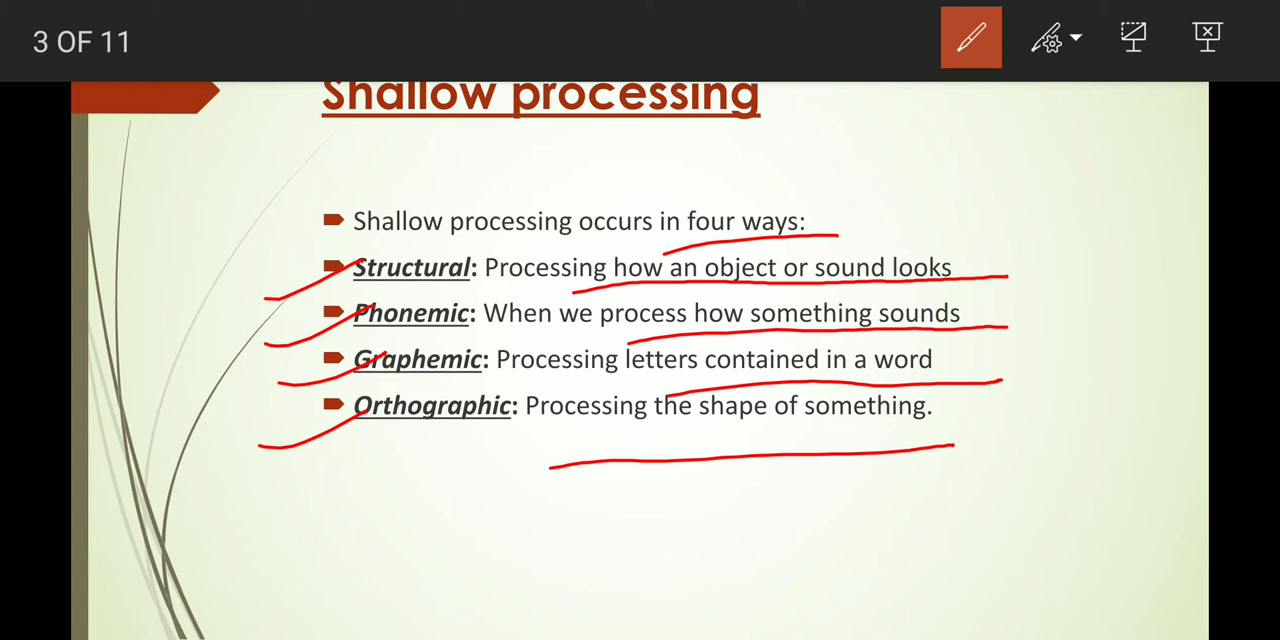 3 OF 11
Shallow processing
Shallow processing occurs in four ways:
Structural: Processing how an object or sound looks
Phonemic: When we process how something sounds
Graphemic: Processing letters contained in a word
Orthographic: Processing the shape of something.